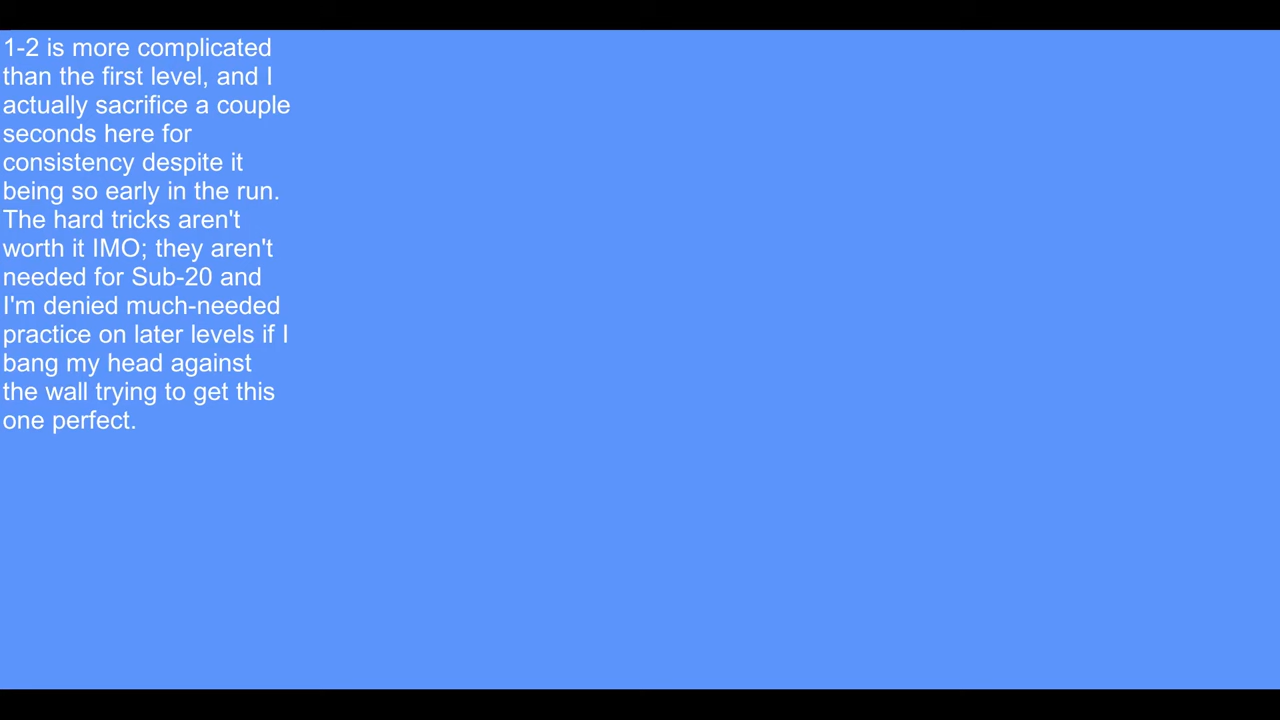 1-2 is more complicated
than the first level, and I
actually sacrifice a couple
seconds here for
consistency despite it
being so early in the run.
The hard tricks aren't
worth it IMO; they aren't
needed for Sub-20 and
I'm denied much-needed
practice on later levels if I
bang my head against
the wall trying to get this
one perfect.